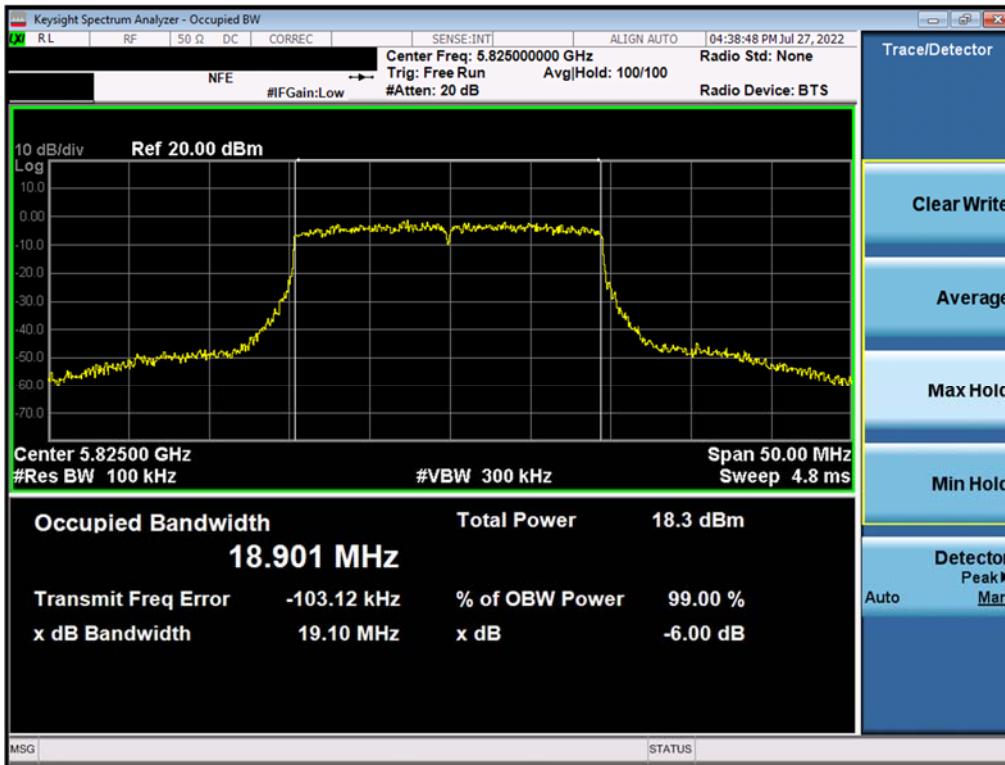 Keysight Spectrum Analyzer - Occupied BW
LXI RL RF 50 Ω DC CORREC SENSE:INT ALIGN AUTO 04:38:48 PM Jul 27, 2022
Center Freq: 5.825000000 GHz Radio Std: None
NFE Trig: Free Run Avg|Hold: 100/100
#IFGain:Low #Atten: 20 dB Radio Device: BTS
Trace/Detector
10 dB/div Ref 20.00 dBm
Log
10.0
0.00
-10.0
-20.0
-30.0
-40.0
-50.0
-60.0
-70.0
Center 5.82500 GHz Span 50.00 MHz
#Res BW 100 kHz #VBW 300 kHz Sweep 4.8 ms
Occupied Bandwidth Total Power 18.3 dBm
18.901 MHz
Transmit Freq Error -103.12 kHz % of OBW Power 99.00 %
x dB Bandwidth 19.10 MHz x dB -6.00 dB
Clear Write
Average
Max Hold
Min Hold
Detector
Peak
Auto Man
MSG STATUS